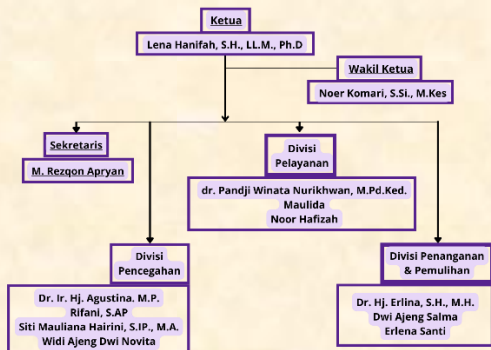 Ketua
Lena Hanifah, S.H., LL.M., Ph.D
Wakil Ketua
Noer Komari, S.Si., M.Kes
Sekretaris
M. Rezqon Apryan
Divisi
Pelayanan
dr. Pandji Winata Nurikhwan, M.Pd.Ked.
Maulida
Noor Hafizah
Divisi
Pencegahan
Dr. Ir. Hj. Agustina. M.P.
Rifani, S.AP
Siti Mauliana Hairini, S.IP., M.A.
Widi Ajeng Dwi Novita
Divisi Penanganan
& Pemulihan
Dr. Hj. Erlina, S.H., M.H.
Dwi Ajeng Salma
Erlena Santi